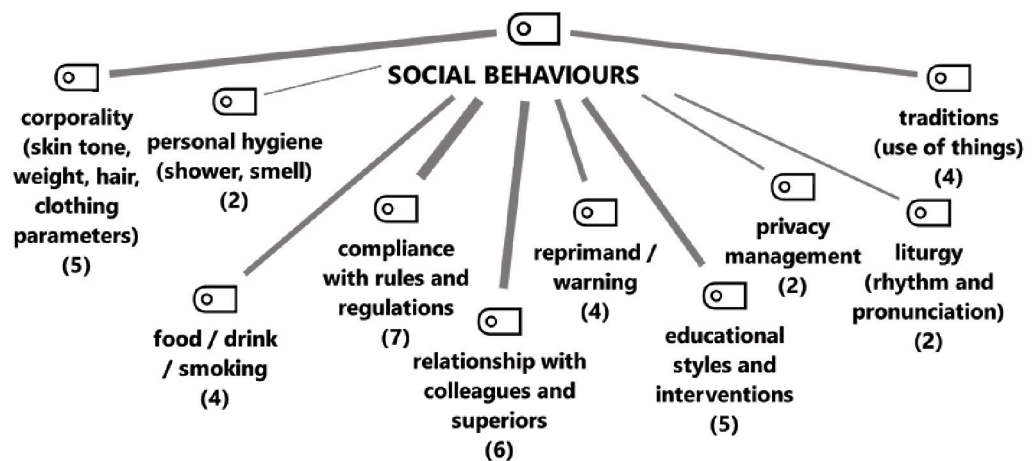 SOCIAL BEHAVIOURS
corporality
(skin tone,
weight, hair,
clothing
parameters)
(5)
personal hygiene
(shower, smell)
(2)
food / drink
/ smoking
(4)
compliance
with rules and
regulations
(7)
relationship with
colleagues and
superiors
(6)
reprimand /
warning
(4)
educational
styles and
interventions
(5)
privacy
management
(2)
liturgy
(rhythm and
pronunciation)
(2)
traditions
(use of things)
(4)